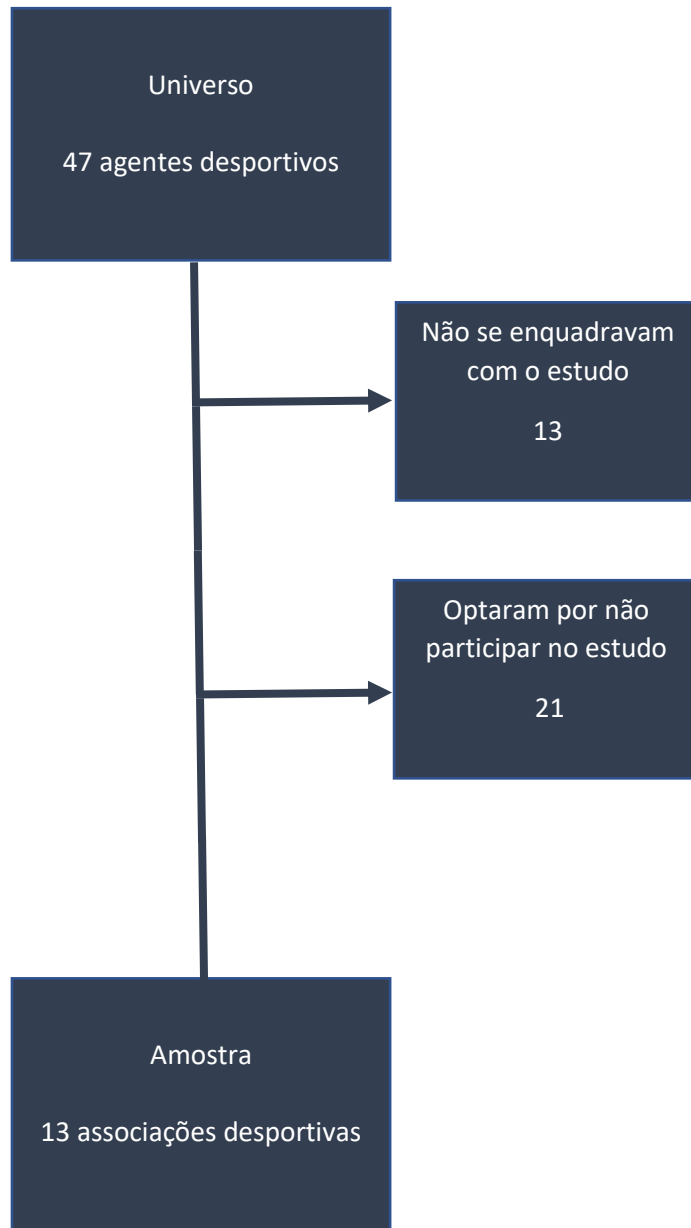 Universo
47 agentes desportivos
Não se enquadravam
com o estudo
13
Optaram por não
participar no estudo
21
Amostra
13 associações desportivas